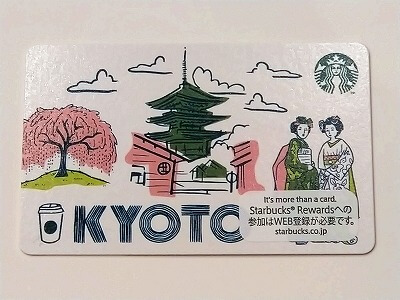 KYOTO
It's more than a card.
Starbucks® Rewardsへの
参加はWEB登録が必要です。
starbucks.co.jp